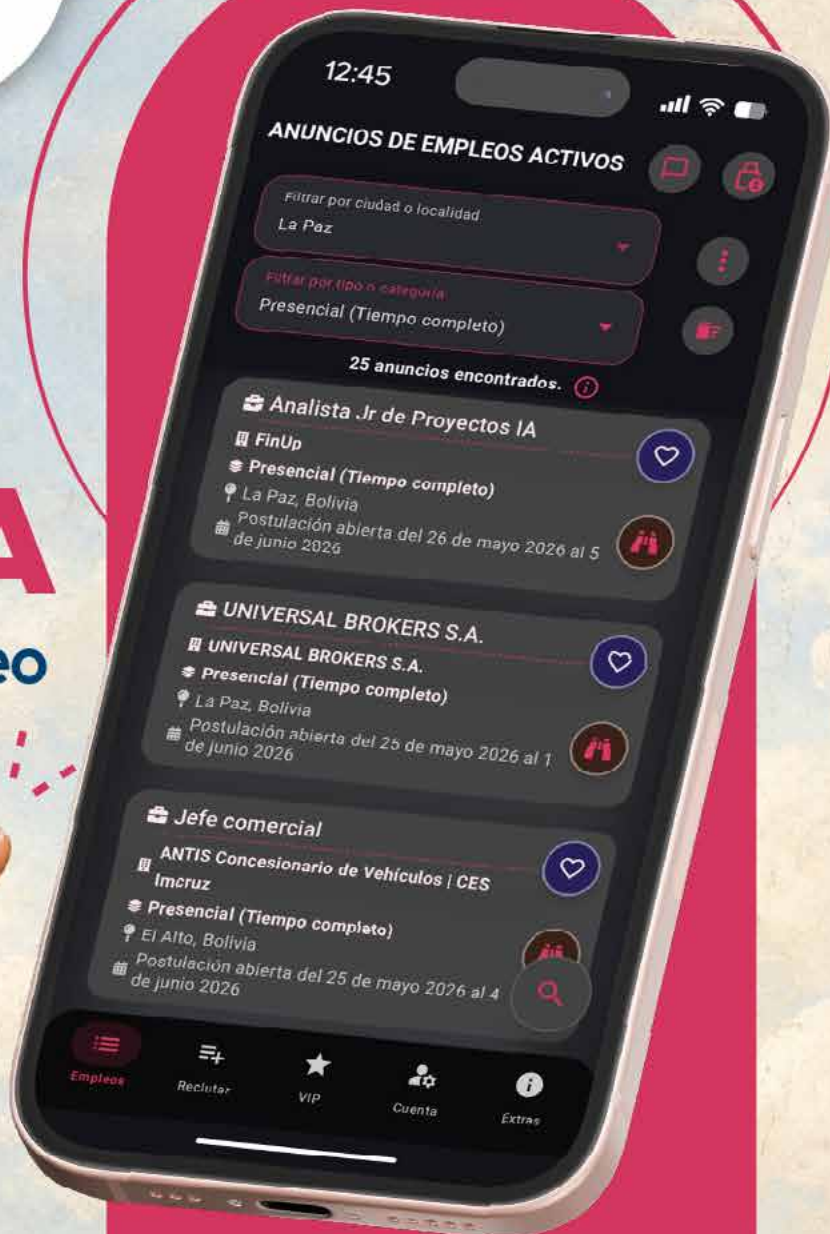 12:45
ANUNCIOS DE EMPLEOS ACTIVOS
Filtrar por ciudad o localidad
La Paz
Filtrar por tipo o categoría
Presencial (Tiempo completo)
25 anuncios encontrados.
Analista Jr de Proyectos IA
FinUp
Presencial (Tiempo completo)
La Paz, Bolivia
Postulación abierta del 26 de mayo 2026 al 5
de junio 2026
A
eo
UNIVERSAL BROKERS S.A.
UNIVERSAL BROKERS S.A.
Presencial (Tiempo completo)
La Paz, Bolivia
Postulación abierta del 25 de mayo 2026 al 1
de junio 2026
Jefe comercial
ANTIS Concesionario de Vehículos | CES
Imcruz
Presencial (Tiempo completo)
El Alto, Bolivia
Postulación abierta del 25 de mayo 2026 al 4
de junio 2026
Empleos
Reclutar
VIP
Cuenta
Extras